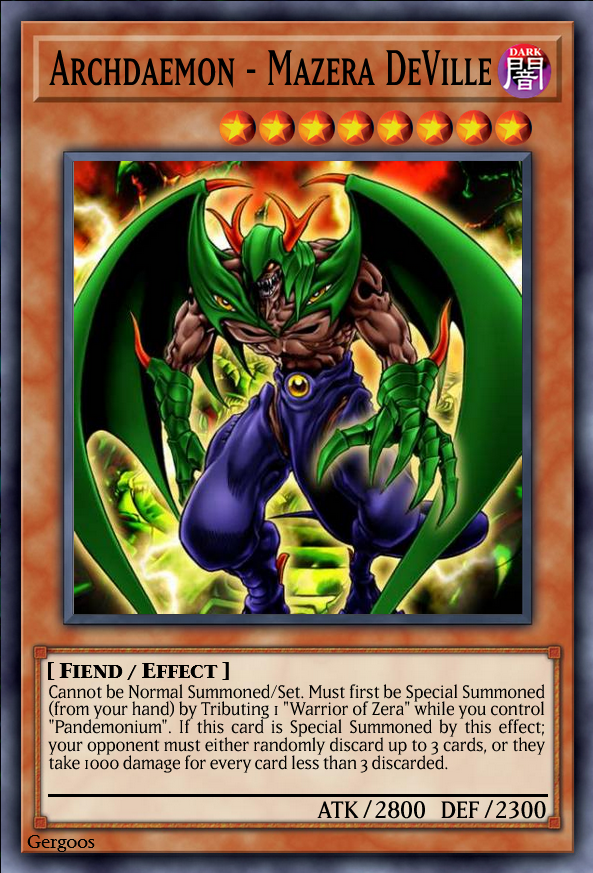 Archdaemon - Mazera DeVille
DARK
闇
[ Fiend / Effect ]
Cannot be Normal Summoned/Set. Must first be Special Summoned
(from your hand) by Tributing 1 "Warrior of Zera" while you control
"Pandemonium". If this card is Special Summoned by this effect;
your opponent must either randomly discard up to 3 cards, or they
take 1000 damage for every card less than 3 discarded.
ATK/2800 DEF/2300
Gergoos